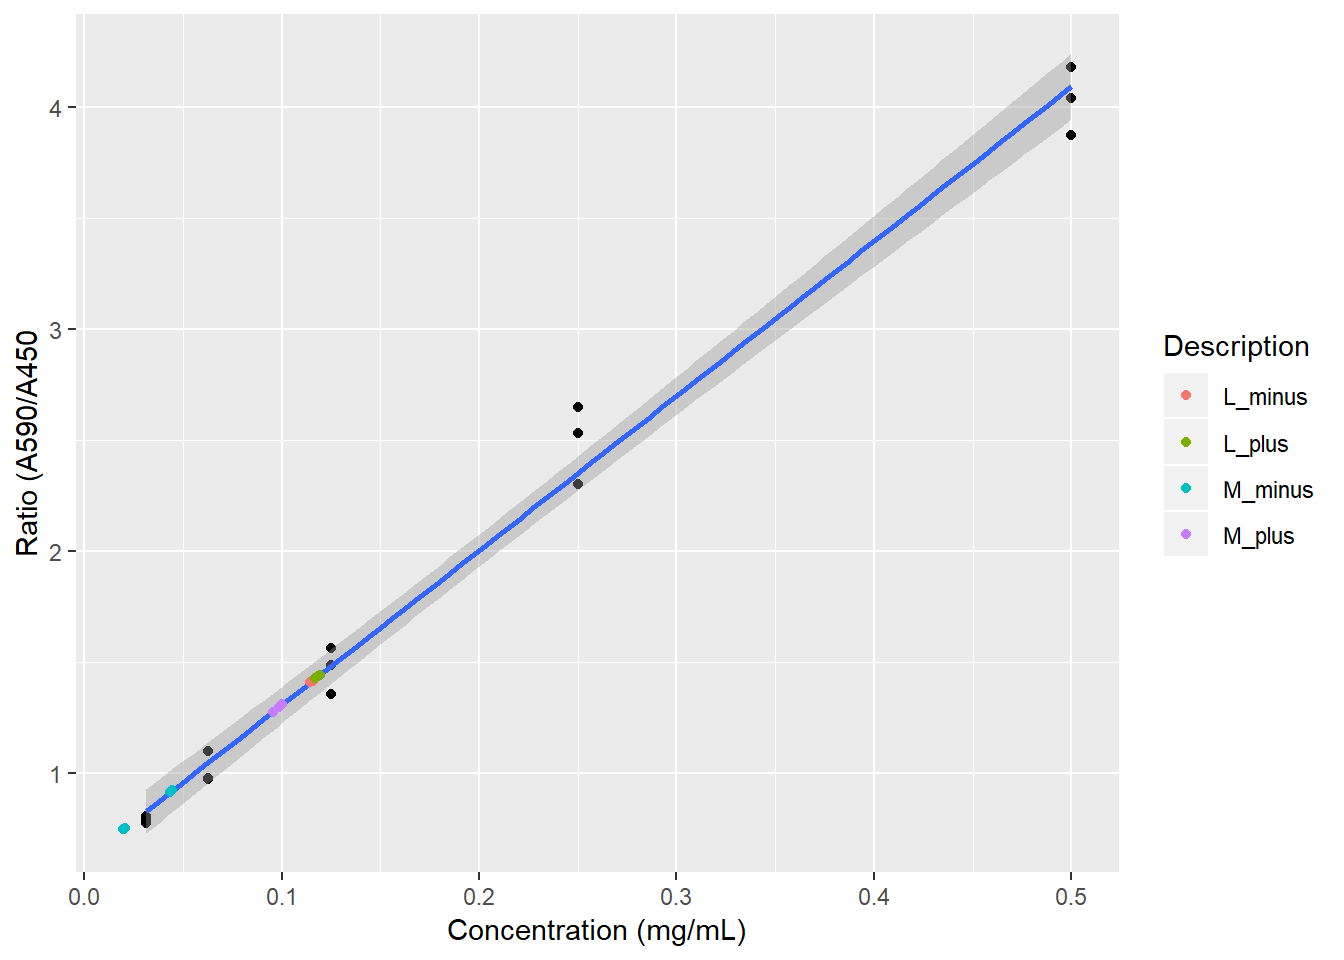 4
3
2
1
0.0 0.1 0.2 0.3 0.4 0.5
Concentration (mg/mL)
Ratio (A590/A450
Description
L_minus
L_plus
M_minus
M_plus